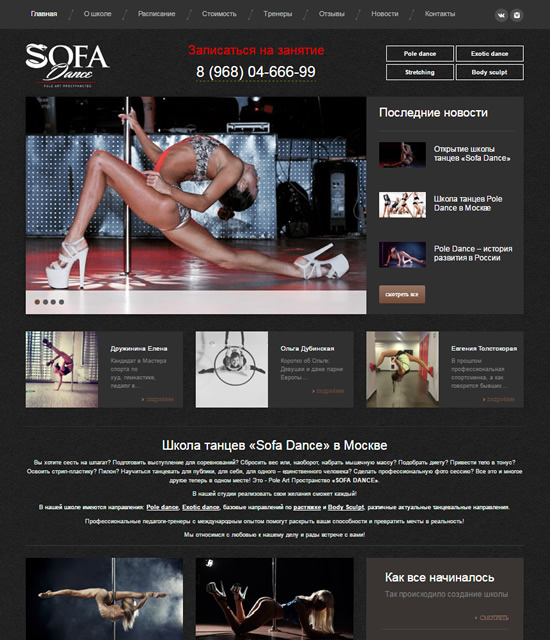 Главная
О школе
Расписание
Стоимость
Тренеры
Отзывы
Новости
Контакты
SOFA
Dance
POLE ART ПРОСТРАНСТВО
Записаться на занятие
8 (968) 04-666-99
Pole dance
Exotic dance
Stretching
Body sculpt
Последние новости
Открытие школы
танцев «Sofa Dance»
Школа танцев Pole
Dance в Москве
Pole Dance – история
развития в России
смотреть все
Дружинина Елена
Кандидат в Мастера
спорта по
худ. гимнастике,
педагог в...
> подробнее
Ольга Дубинская
Коротко об Ольге:
Девушки и даже парни
Европы...
> подробнее
Евгения Толстокорая
В прошлом
профессиональная
спортсменка, а как
говорится бывших...
> подробнее
Школа танцев «Sofa Dance» в Москве
Вы хотите сесть на шпагат? Подготовить выступление для соревнований? Сбросить вес или, наоборот, набрать мышечную массу? Подобрать диету? Привести тело в тонус?
Освоить стрип-пластику? Пилон? Научиться танцевать для публики, для себя, для одного – единственного человека? Сделать профессиональную фото сессию? Все это и многое
другое теперь в одном месте! Это - Pole Art Пространство «SOFA DANCE».
В нашей студии реализовать свои желания сможет каждый!
В нашей школе имеются направления: Pole dance, Exotic dance, базовые направлений по растяжке и Body Sculpt, различные актуальные танцевальные направления.
Профессиональные педагоги-тренеры с международным опытом помогут раскрыть ваши способности и превратить мечты в реальность!
Мы относимся с любовью к нашему делу и рады встрече с вами!
Как все начиналось
Так происходило создание школы
> СМОТРЕТЬ